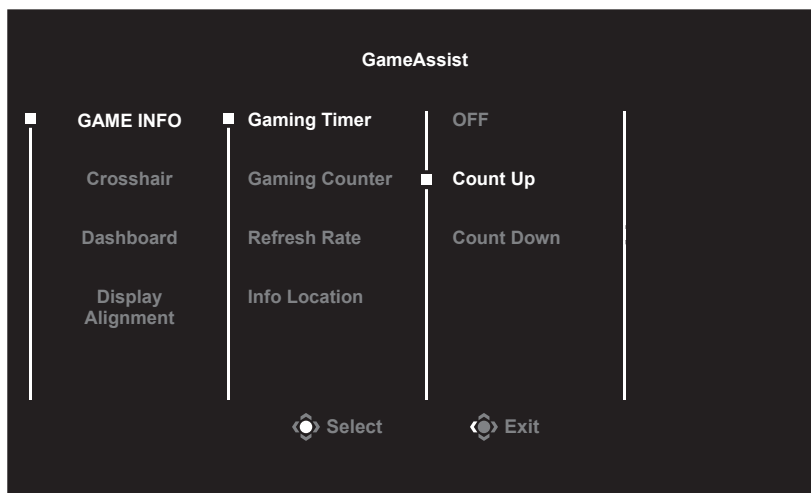 GameAssist
GAME INFO
Gaming Timer
OFF
Crosshair
Gaming Counter
Count Up
Dashboard
Refresh Rate
Count Down
Display
Alignment
Info Location
Select
Exit